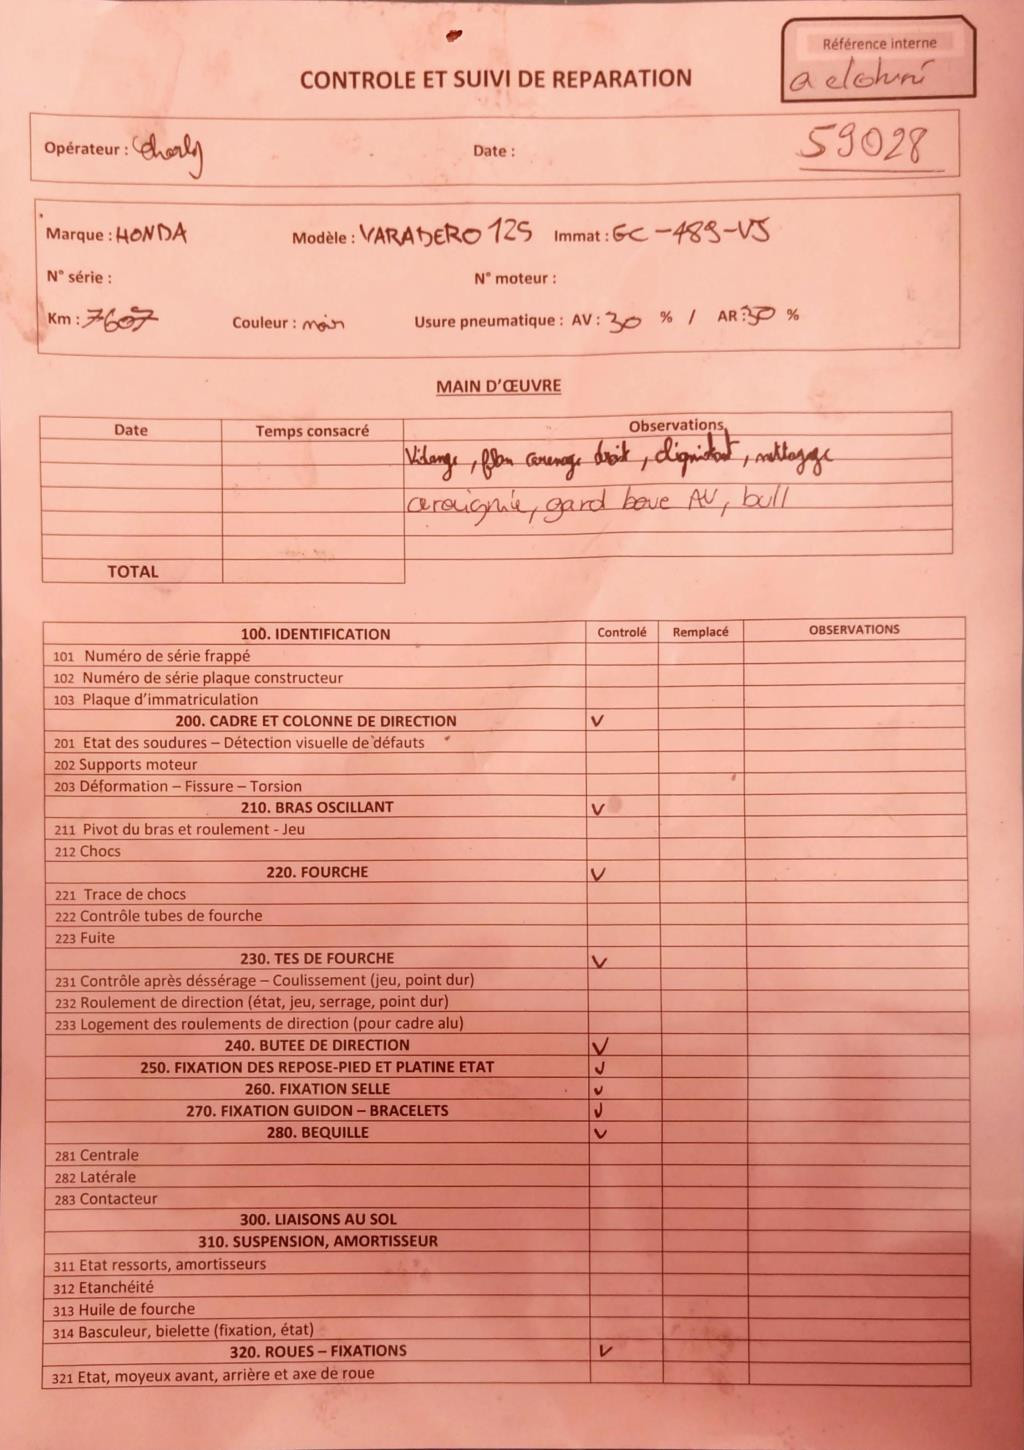 Référence interne
CONTROLE ET SUIVI DE REPARATION
Opérateur : Charly Date : 59028
Marque : HONDA Modèle : VARADERO 125 Immat : GC-489-VJ
N° série : N° moteur :
Km : 7607 Couleur : noir Usure pneumatique : AV : 30 % / AR : 30 %
MAIN D'ŒUVRE
Date Temps consacré Observations
Vidange, flan carenage droit, clignotant, nettoyage
araignie, gard boue AV, bull
TOTAL
100. IDENTIFICATION Controlé Remplacé OBSERVATIONS
101 Numéro de série frappé
102 Numéro de série plaque constructeur
103 Plaque d'immatriculation
200. CADRE ET COLONNE DE DIRECTION V
201 Etat des soudures – Détection visuelle de défauts
202 Supports moteur
203 Déformation – Fissure – Torsion
210. BRAS OSCILLANT V
211 Pivot du bras et roulement - Jeu
212 Chocs
220. FOURCHE V
221 Trace de chocs
222 Contrôle tubes de fourche
223 Fuite
230. TES DE FOURCHE V
231 Contrôle après déssérage – Coulissement (jeu, point dur)
232 Roulement de direction (état, jeu, serrage, point dur)
233 Logement des roulements de direction (pour cadre alu)
240. BUTEE DE DIRECTION V
250. FIXATION DES REPOSE-PIED ET PLATINE ETAT V
260. FIXATION SELLE V
270. FIXATION GUIDON – BRACELETS V
280. BEQUILLE V
281 Centrale
282 Latérale
283 Contacteur
300. LIAISONS AU SOL
310. SUSPENSION, AMORTISSEUR
311 Etat ressorts, amortisseurs
312 Etanchéité
313 Huile de fourche
314 Basculeur, bielette (fixation, état)
320. ROUES – FIXATIONS V
321 Etat, moyeux avant, arrière et axe de roue